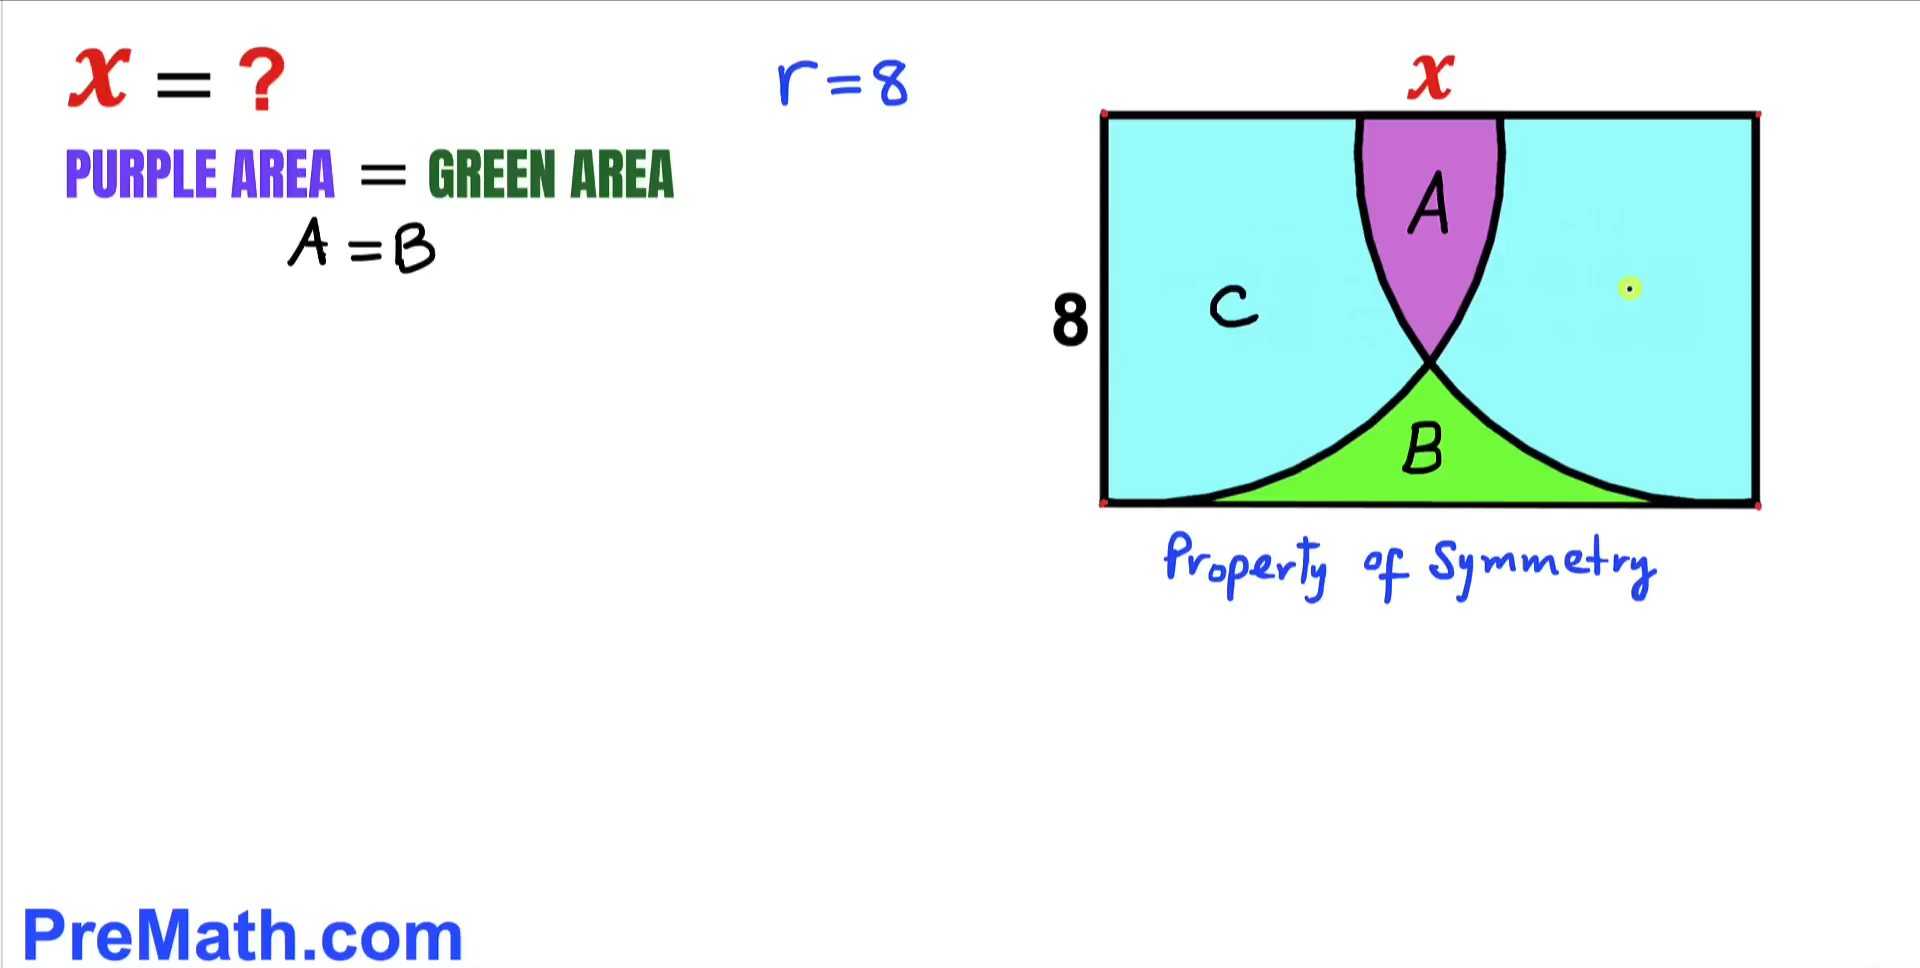 x = ?
r = 8
x
PURPLE AREA = GREEN AREA
A = B
A
8
C
B
Property of Symmetry
PreMath.com